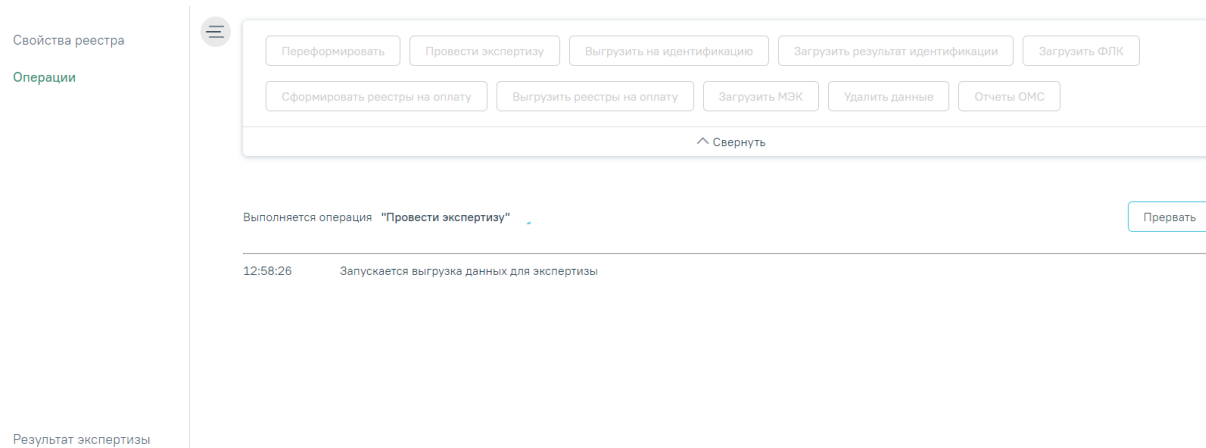 Свойства реестра
Операции
Переформировать Провести экспертизу Выгрузить на идентификацию Загрузить результат идентификации Загрузить ФЛК
Сформировать реестры на оплату Выгрузить реестры на оплату Загрузить МЭК Удалить данные Отчеты ОМС
Свернуть
Выполняется операция "Провести экспертизу" Прервать
12:58:26 Запускается выгрузка данных для экспертизы
Результат экспертизы